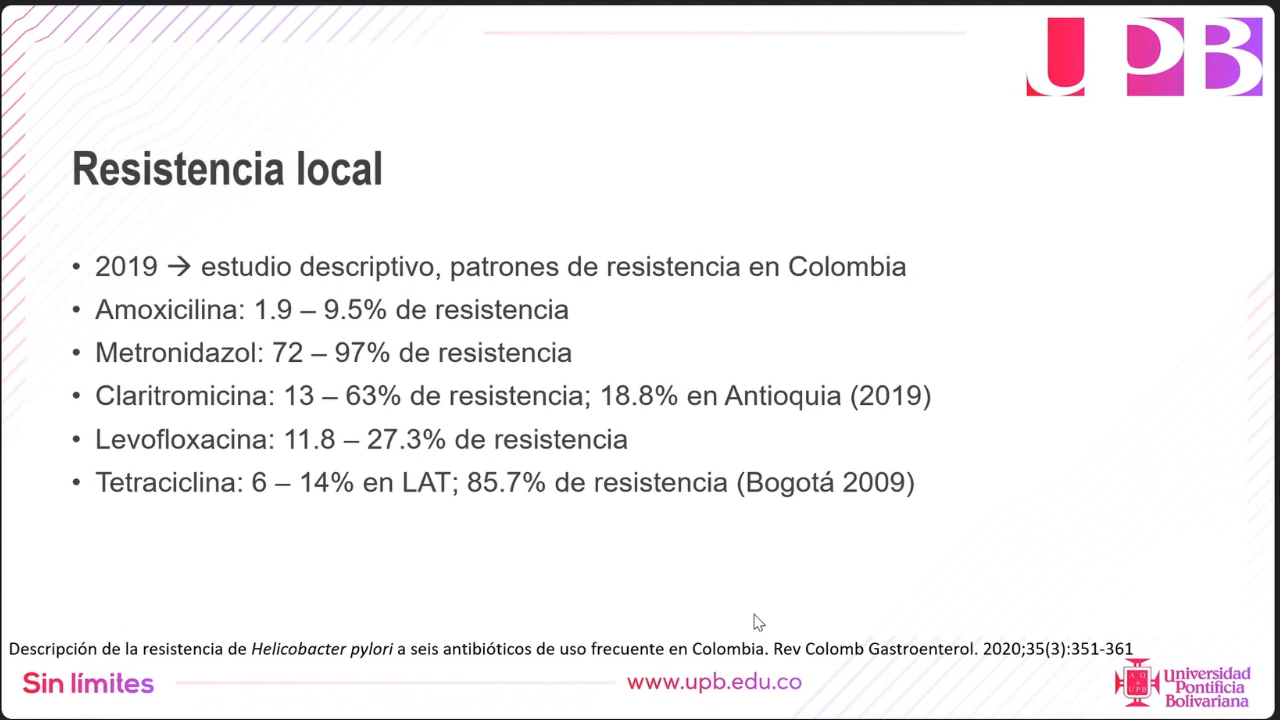 UPB
Resistencia local
• 2019 → estudio descriptivo, patrones de resistencia en Colombia
• Amoxicilina: 1.9 – 9.5% de resistencia
• Metronidazol: 72 – 97% de resistencia
• Claritromicina: 13 – 63% de resistencia; 18.8% en Antioquia (2019)
• Levofloxacina: 11.8 – 27.3% de resistencia
• Tetraciclina: 6 – 14% en LAT; 85.7% de resistencia (Bogotá 2009)
Descripción de la resistencia de Helicobacter pylori a seis antibióticos de uso frecuente en Colombia. Rev Colomb Gastroenterol. 2020;35(3):351-361
Sin límites
www.upb.edu.co
A Ω
UPB
Universidad
Pontificia
Bolivariana